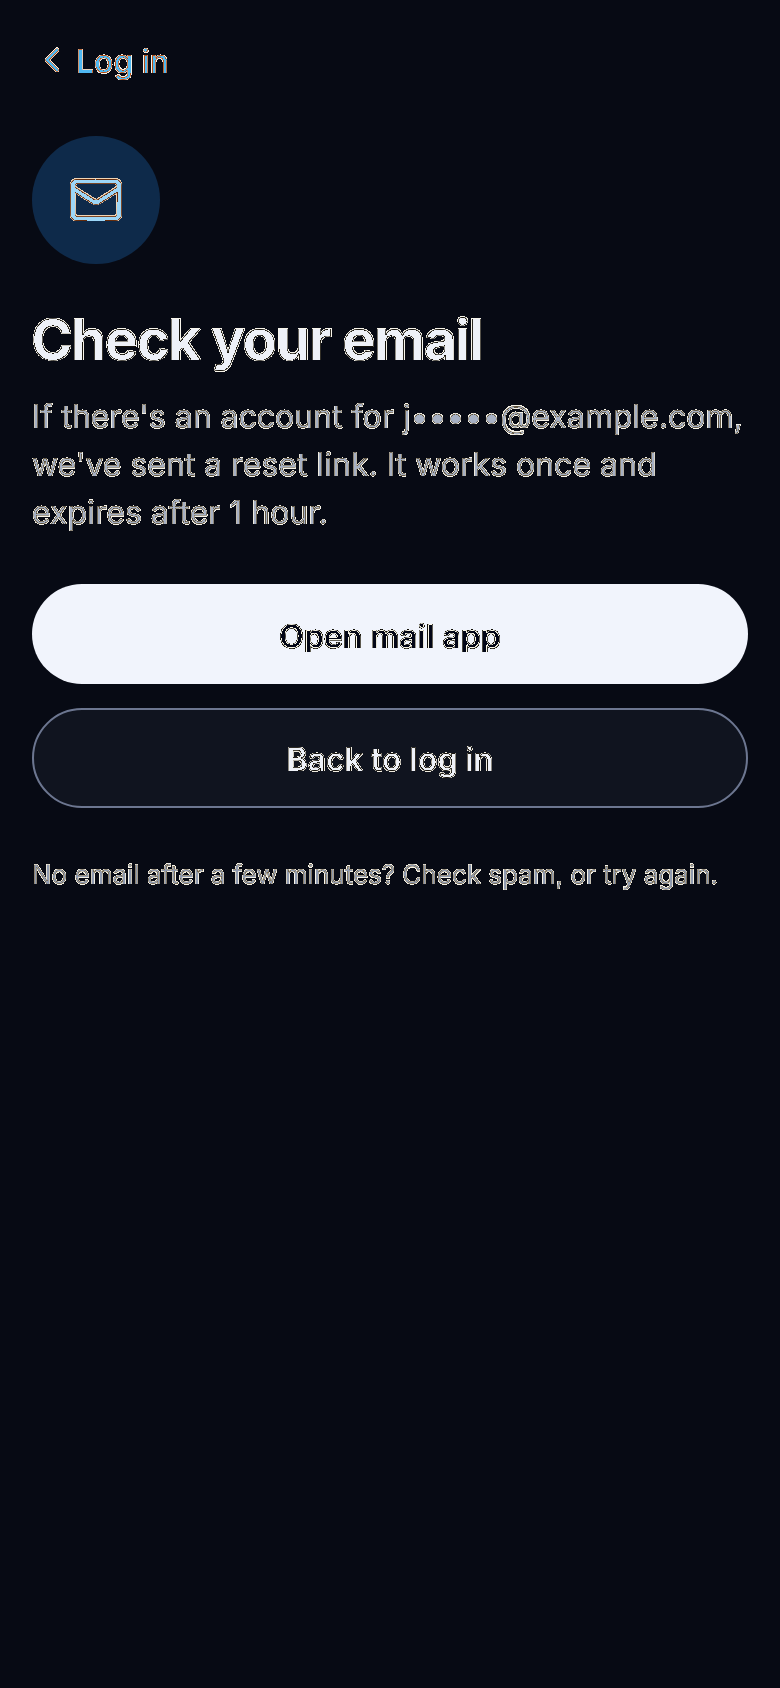 Log in
Check your email
If there's an account for j•••••@example.com,
we've sent a reset link. It works once and
expires after 1 hour.
Open mail app
Back to log in
No email after a few minutes? Check spam, or try again.